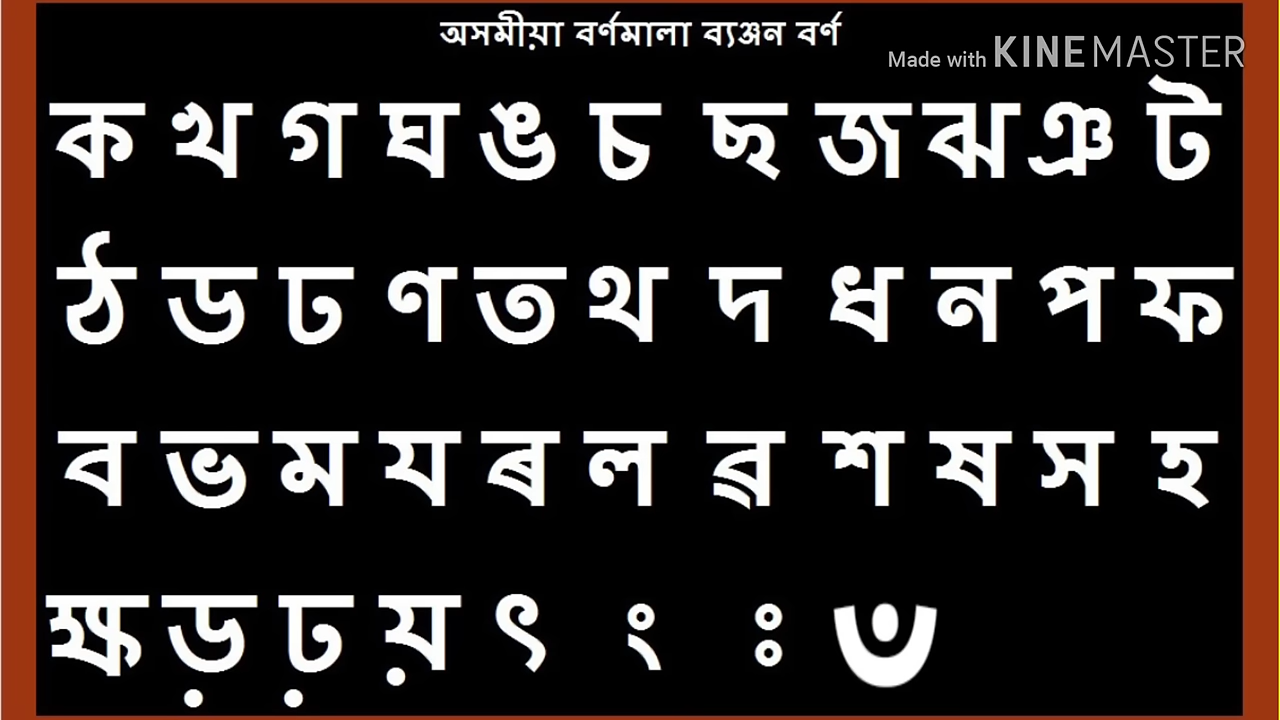 অসমীয়া বৰ্ণমালা ব্যঞ্জন বৰ্ণ
Made with KINEMASTER
ক খ গ ঘ ঙ চ ছ জ ঝ ঞ ট
ঠ ড ঢ ণ ত থ দ ধ ন প ফ
ব ভ ম য ৰ ল ৱ শ ষ স হ
ক্ষ ড় ঢ় য় ৎ ং ঃ ঁ